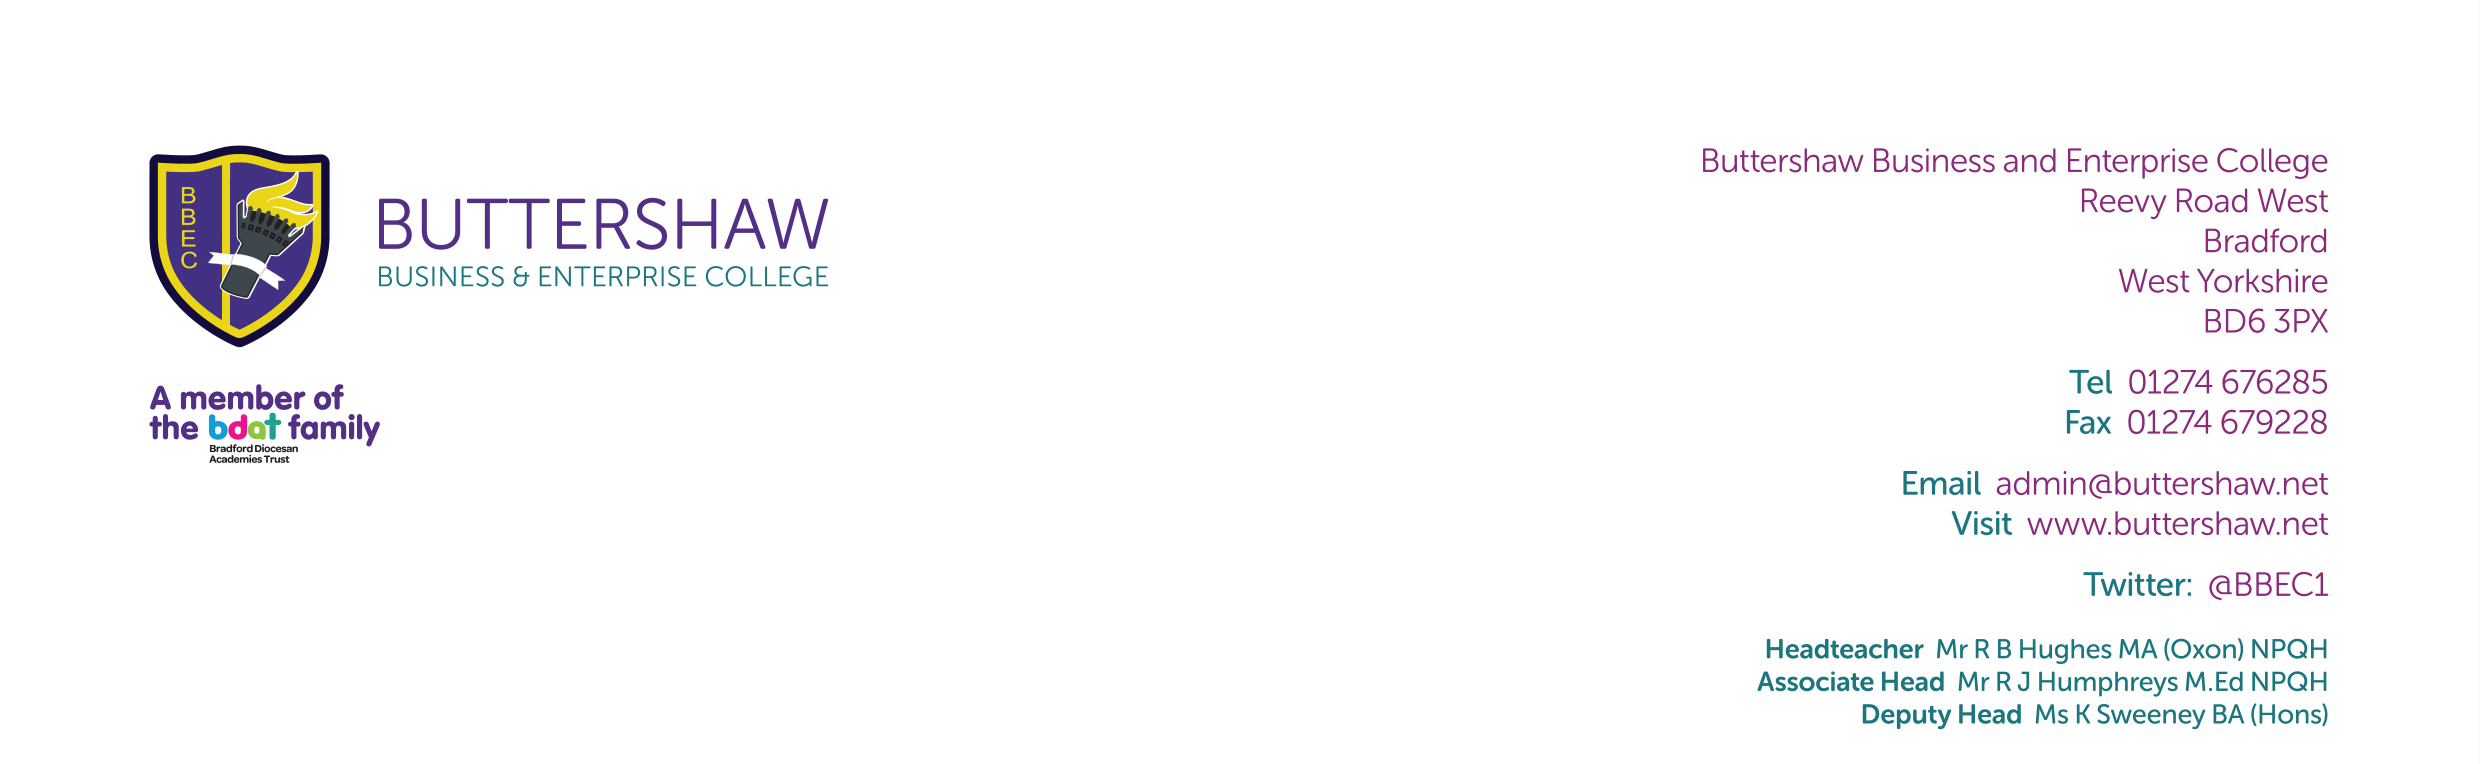 B
B
E
C
BUTTERSHAW
BUSINESS & ENTERPRISE COLLEGE
A member of
the bdat family
Bradford Diocesan
Academies Trust
Buttershaw Business and Enterprise College
Reevy Road West
Bradford
West Yorkshire
BD6 3PX
Tel 01274 676285
Fax 01274 679228
Email admin@buttershaw.net
Visit www.buttershaw.net
Twitter: @BBEC1
Headteacher Mr R B Hughes MA (Oxon) NPQH
Associate Head Mr R J Humphreys M.Ed NPQH
Deputy Head Ms K Sweeney BA (Hons)